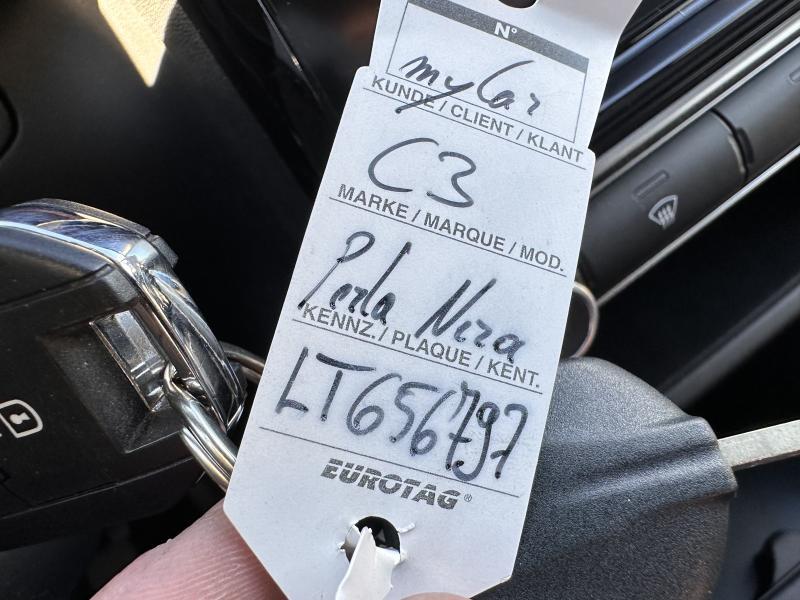 N°
myCar
KUNDE / CLIENT / KLANT
C3
MARKE / MARQUE / MOD.
Perla Nera
KENNZ. / PLAQUE / KENT.
LT656797
EUROTAG®